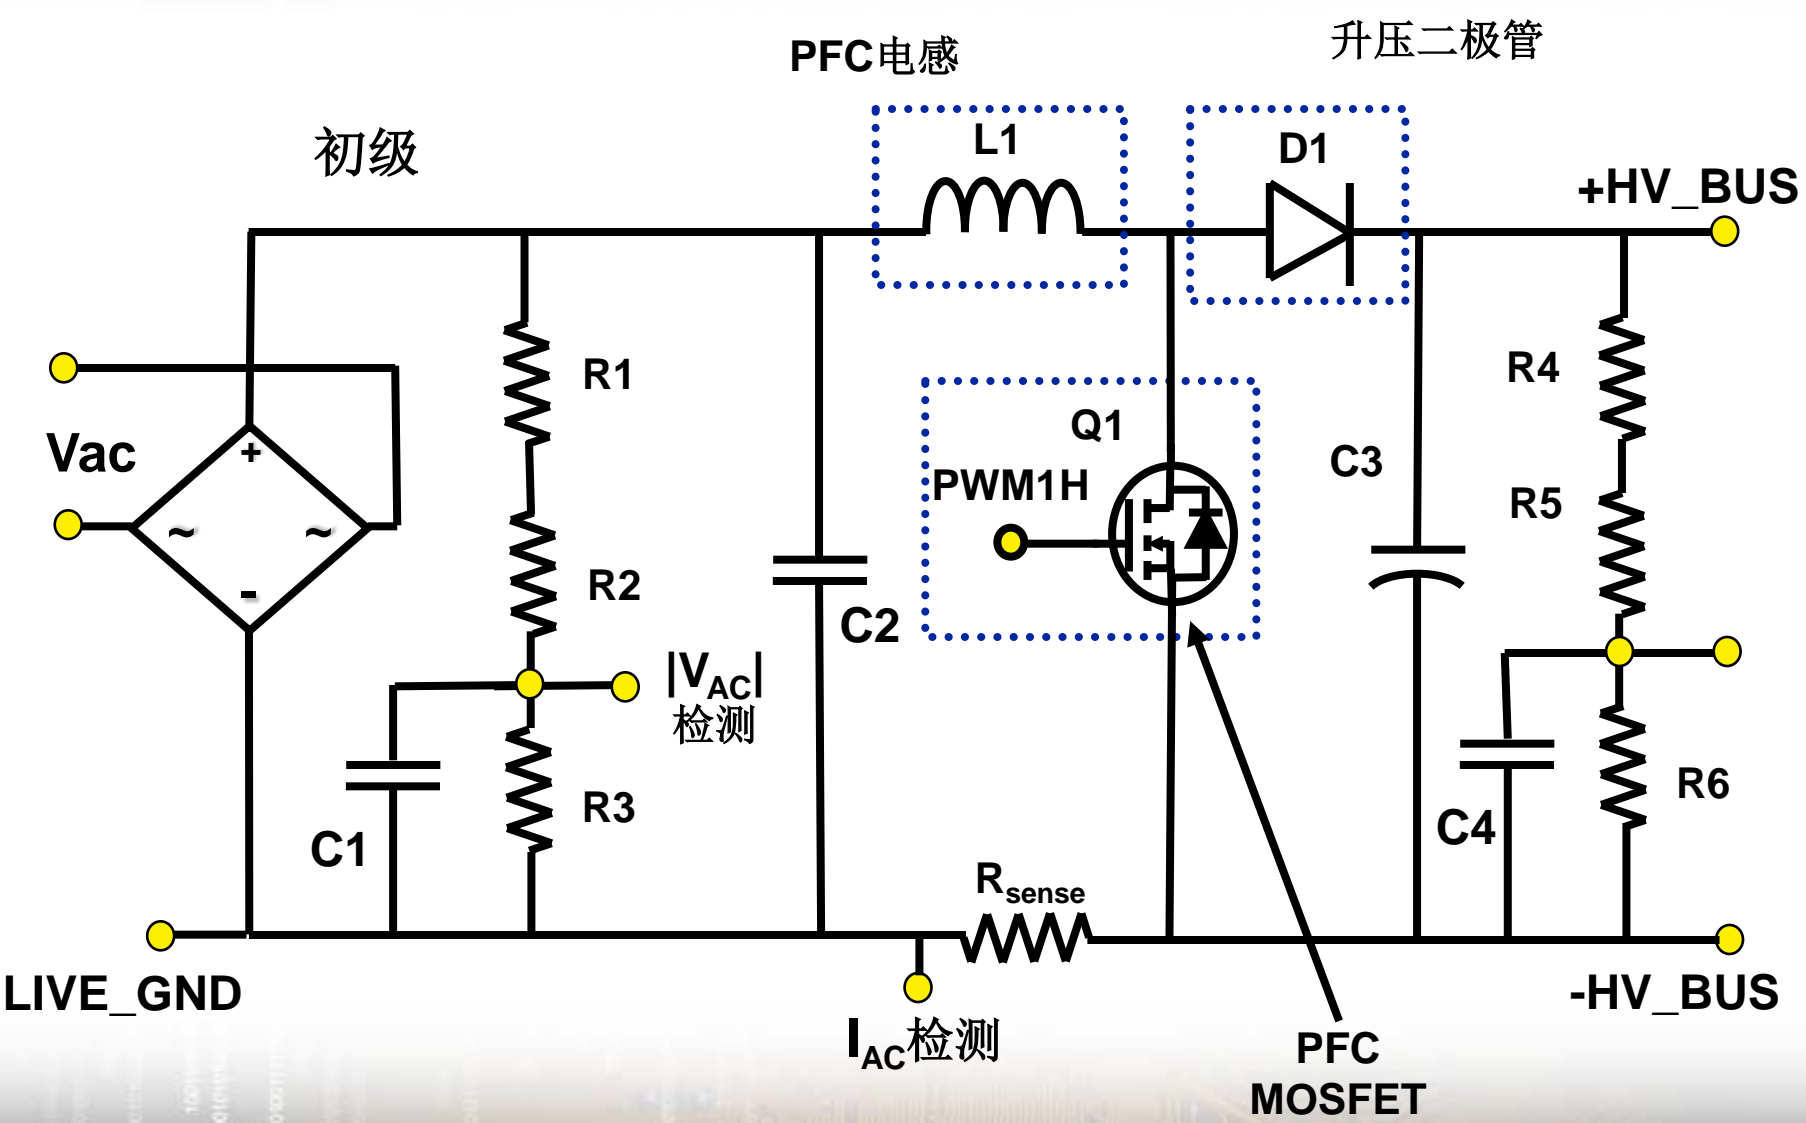 PFC电感
升压二极管
初级
L1
D1
+HV_BUS
R1
R4
Q1
Vac
+
C3
PWM1H
R5
~ ~
R2
-
C2
|VAC|
检测
R3
R6
C1
C4
Rsense
LIVE_GND
-HV_BUS
IAC检测
PFC
MOSFET